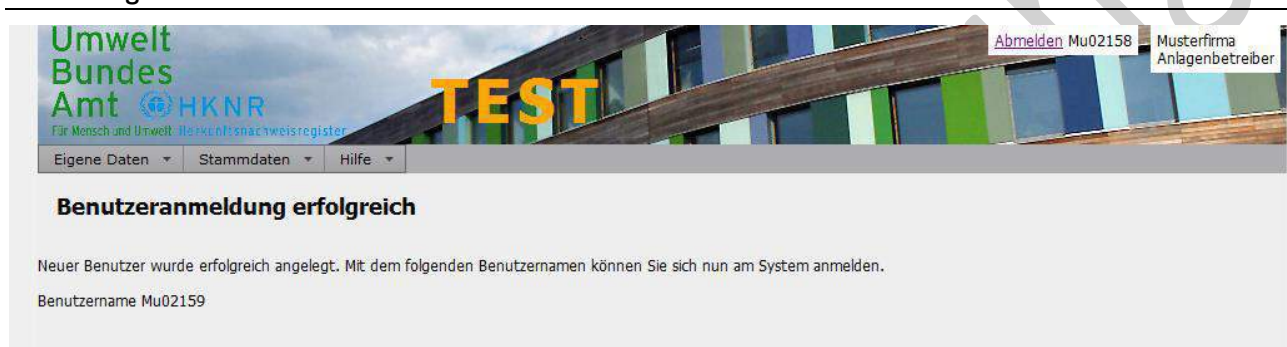 Umwelt
Bundes
Amt HKNR
Für Mensch und Umwelt Herkunftsnachweisregister
TEST
Abmelden Mu02158
Musterfirma
Anlagenbetreiber
Eigene Daten Stammdaten Hilfe
Benutzeranmeldung erfolgreich
Neuer Benutzer wurde erfolgreich angelegt. Mit dem folgenden Benutzernamen können Sie sich nun am System anmelden.
Benutzername Mu02159